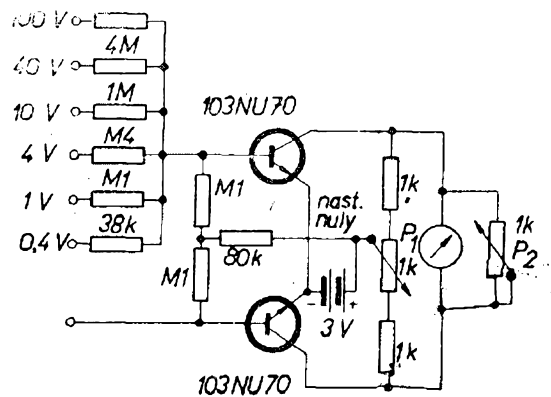 100 V
4M
40 V
1M
10 V
103NU70
M4
4 V
M1
1 V
38k
0,4 V
M1
nast.
nuly
1k
P1
1k
1k
P2
80k
M1
- +
3 V
1k
103NU70